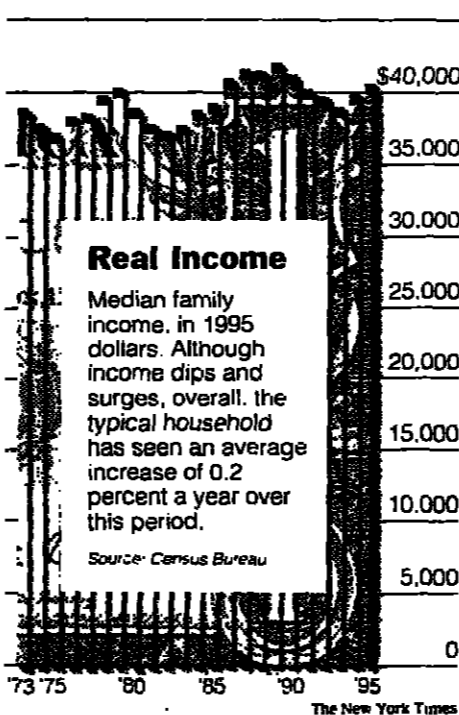 $40,000
35.000
30.000
Real Income
Median family
income. in 1995
dollars. Although
income dips and
surges, overall. the
typical household
has seen an average
increase of 0.2
percent a year over
this period.
Source: Census Bureau
25.000
20,000
15.000
10.000
5,000
0
'73 '75 '80 '85 '90 '95
The New York Times